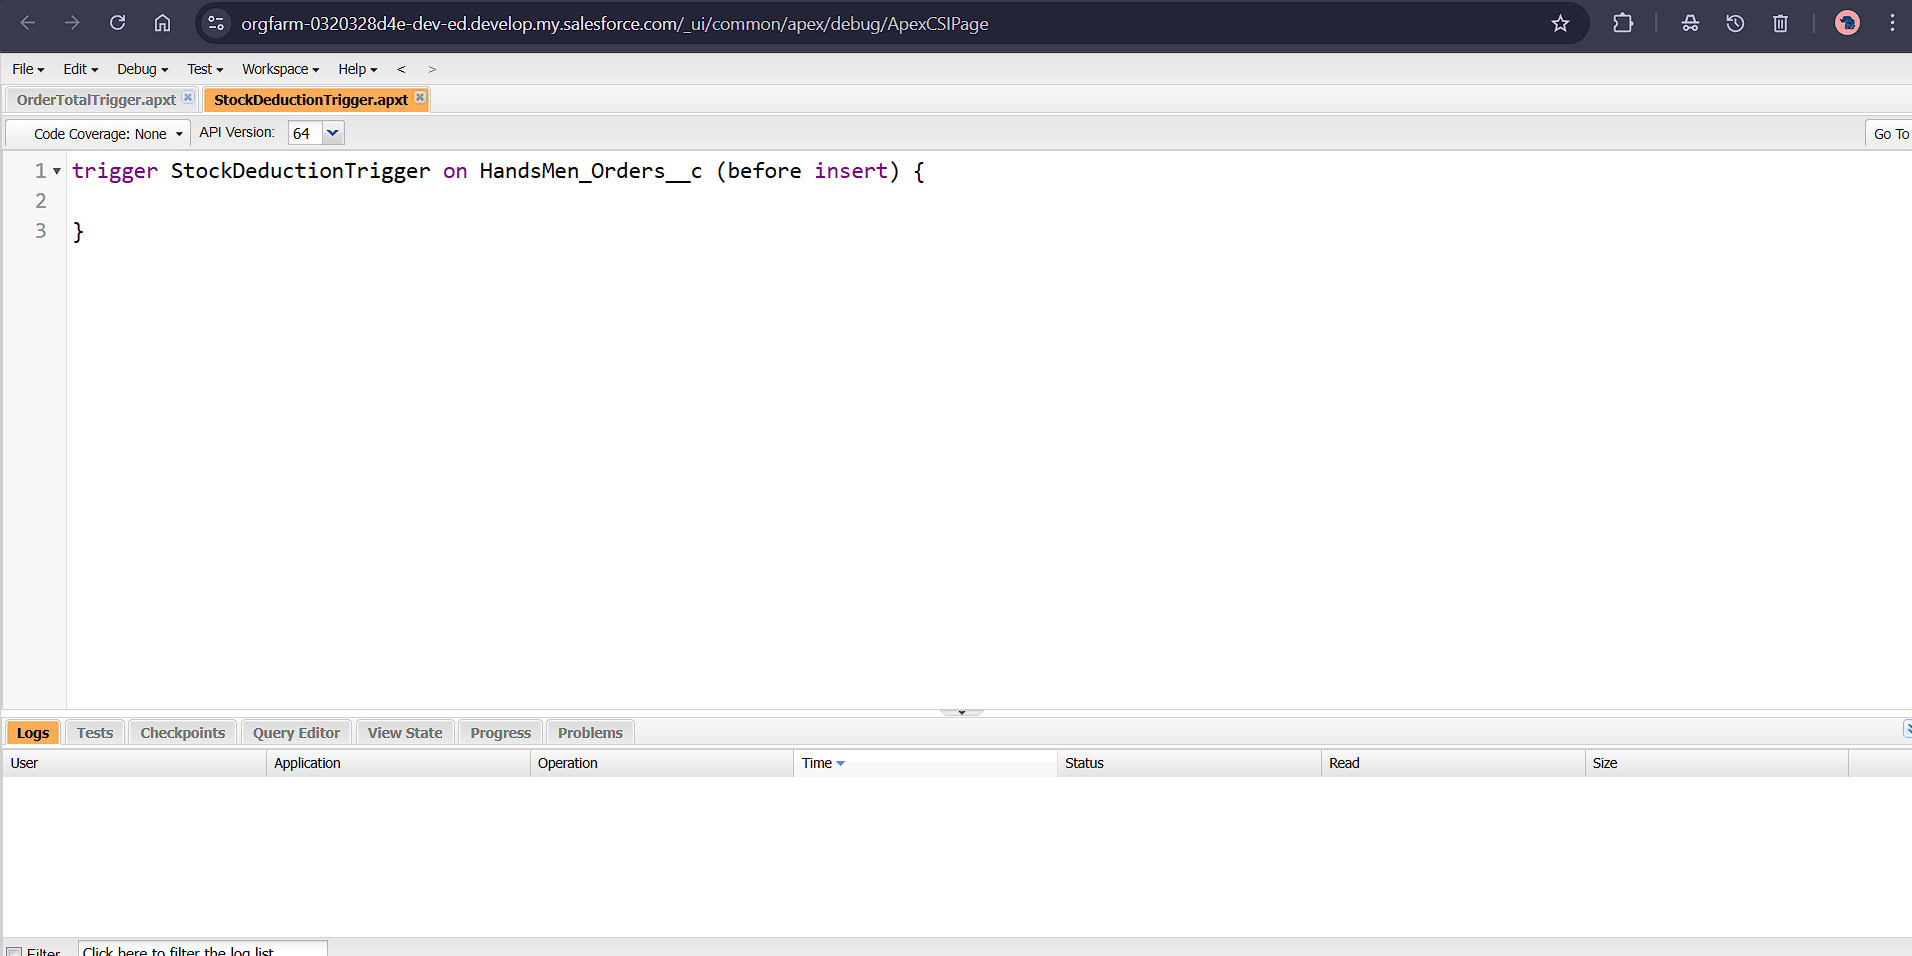 orgfarm-0320328d4e-dev-ed.develop.my.salesforce.com/_ui/common/apex/debug/ApexCSIPage
File Edit Debug Test Workspace Help < >
OrderTotalTrigger.apxt StockDeductionTrigger.apxt
Code Coverage: None API Version: 64 Go To
1 trigger StockDeductionTrigger on HandsMen_Orders__c (before insert) {
2
3 }
Logs Tests Checkpoints Query Editor View State Progress Problems
User Application Operation Time Status Read Size
Filter Click here to filter the log list